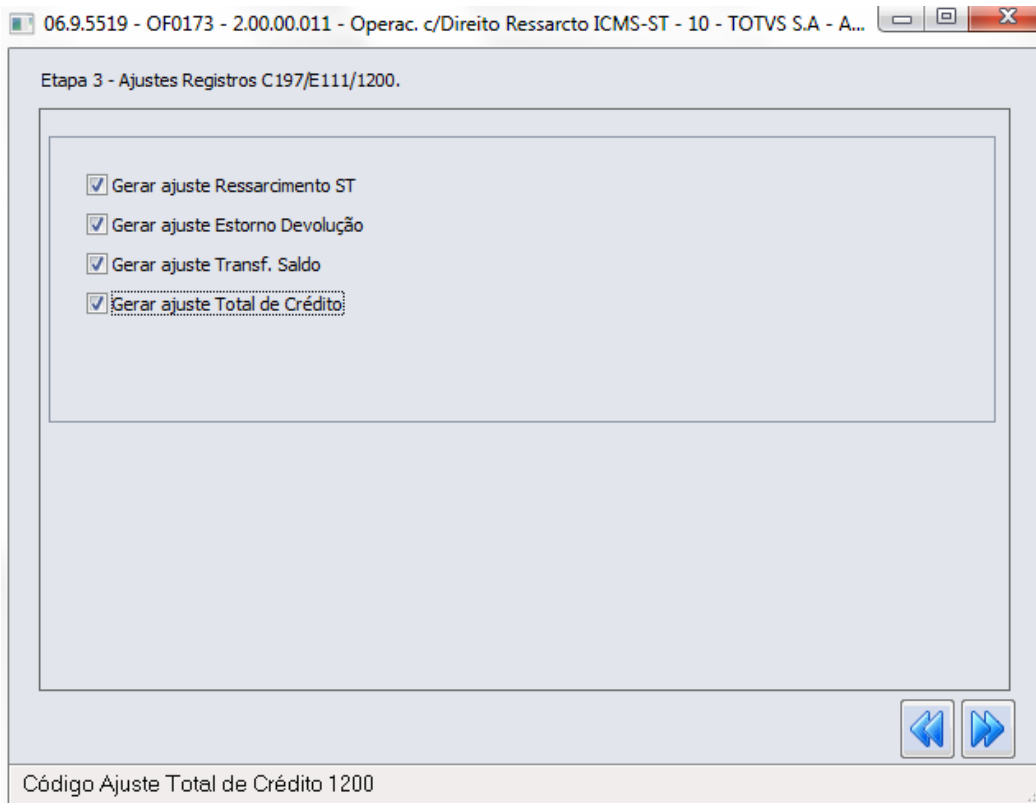 06.9.5519 - OF0173 - 2.00.00.011 - Operac. c/Direito Ressarcto ICMS-ST - 10 - TOTVS S.A - A...
Etapa 3 - Ajustes Registros C197/E111/1200.
Gerar ajuste Ressarcimento ST
Gerar ajuste Estorno Devolução
Gerar ajuste Transf. Saldo
Gerar ajuste Total de Crédito
Código Ajuste Total de Crédito 1200